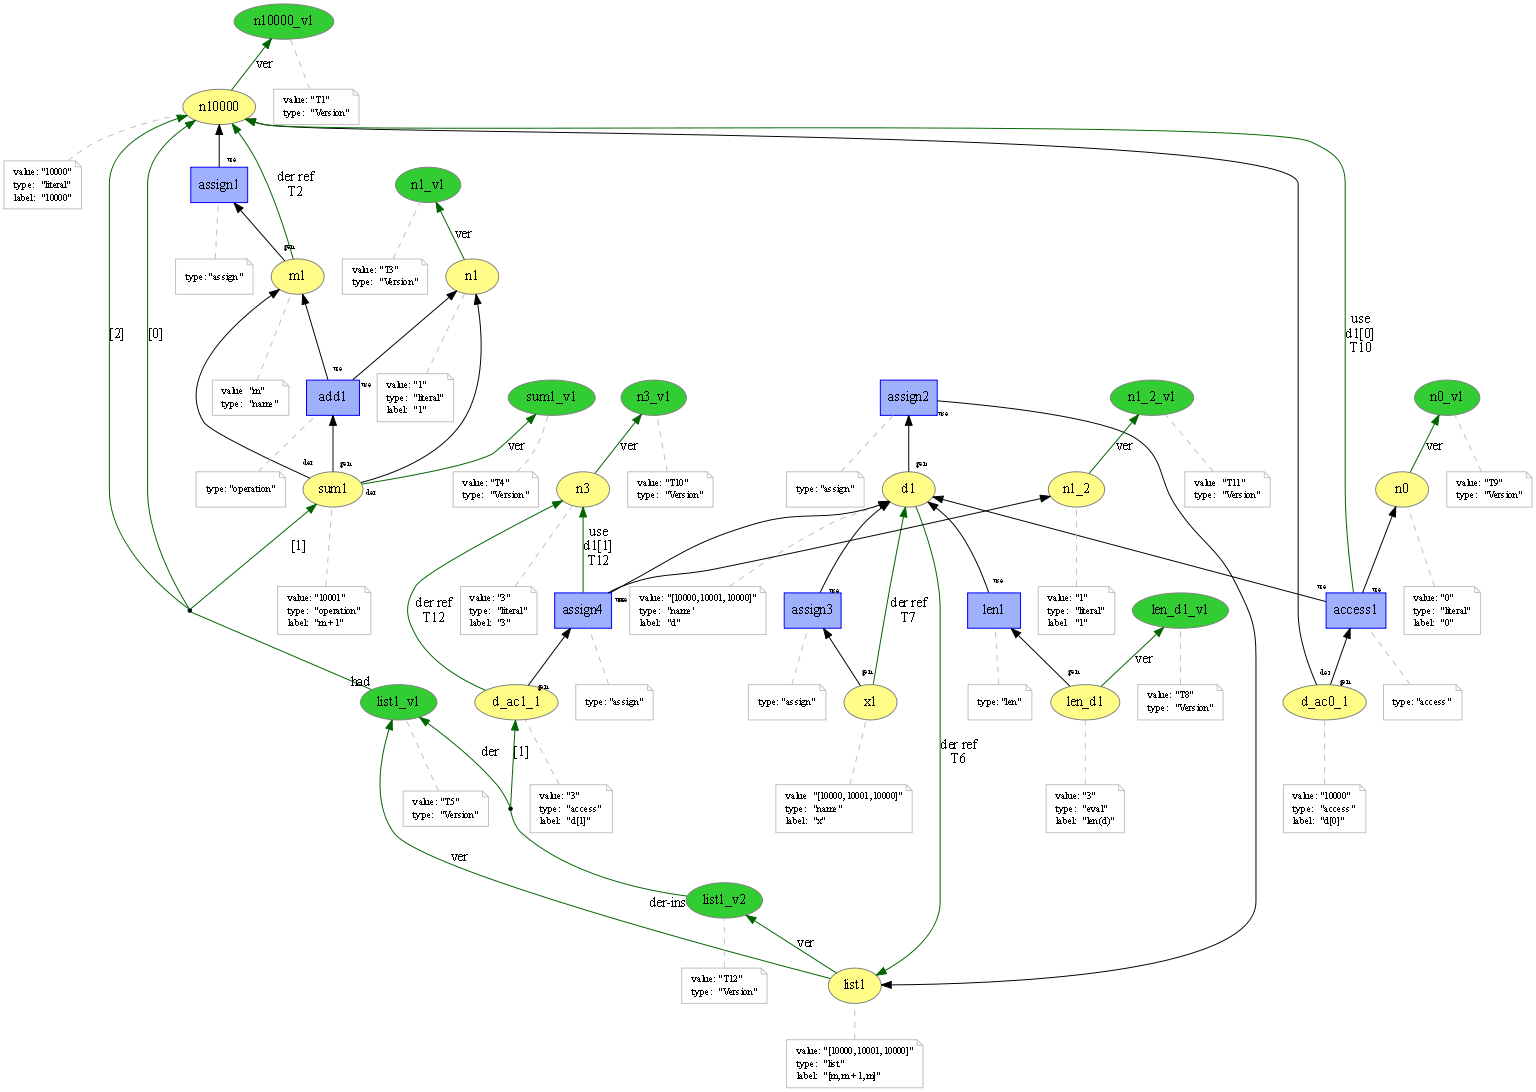 n10000_v1
ver
n10000
value: "T1"
type: "Version"
value: "10000"
type: "literal"
label: "10000"
use
assign1
der ref
T2
n1_v1
ver
gen
type: "assign"
m1
value: "T3"
type: "Version"
n1
[2]
[0]
use
d1[0]
T10
value "m"
type: "name"
use
add1
use
value: "1"
type: "literal"
label: "1"
sum1_v1
n3_v1
assign2
use
n1_2_v1
n0_v1
ver
ver
ver
ver
der
gen
gen
type: "operation"
sum1
der
value: "T4"
type: "Version"
n3
value: "T10"
type: "Version"
type: "assign"
d1
n1_2
value "T11"
type: "Version"
n0
value "T9"
type: "Version"
[1]
use
d1[1]
T12
value: "10001"
type: "operation"
label: "m+1"
der ref
T12
value: "3"
type: "literal"
label: "3"
assign4
use
value: "[10000,10001,10000]"
type: "name"
label: "d"
use
assign3
der ref
T7
use
len1
value: "1"
type: "literal"
label "1"
len_d1_v1
use
access1
use
value: "0"
type: "literal"
label: "0"
ver
had
list1_v1
gen
d_ac1_1
type: "assign"
type: "assign"
gen
x1
type: "len"
gen
len_d1
value: "T8"
type: "Version"
der
gen
d_ac0_1
type: "access"
der
[1]
der ref
T6
value: "T5"
type: "Version"
value: "3"
type: "access"
label: "d[1]"
value "[10000,10001,10000]"
type: "name"
label: "x"
value: "3"
type: "eval"
label: "len(d)"
value: "10000"
type: "access"
label: "d[0]"
ver
der-ins
list1_v2
ver
value: "T12"
type: "Version"
list1
value: "[10000,10001,10000]"
type: "list"
label: "[m,m+1,m]"